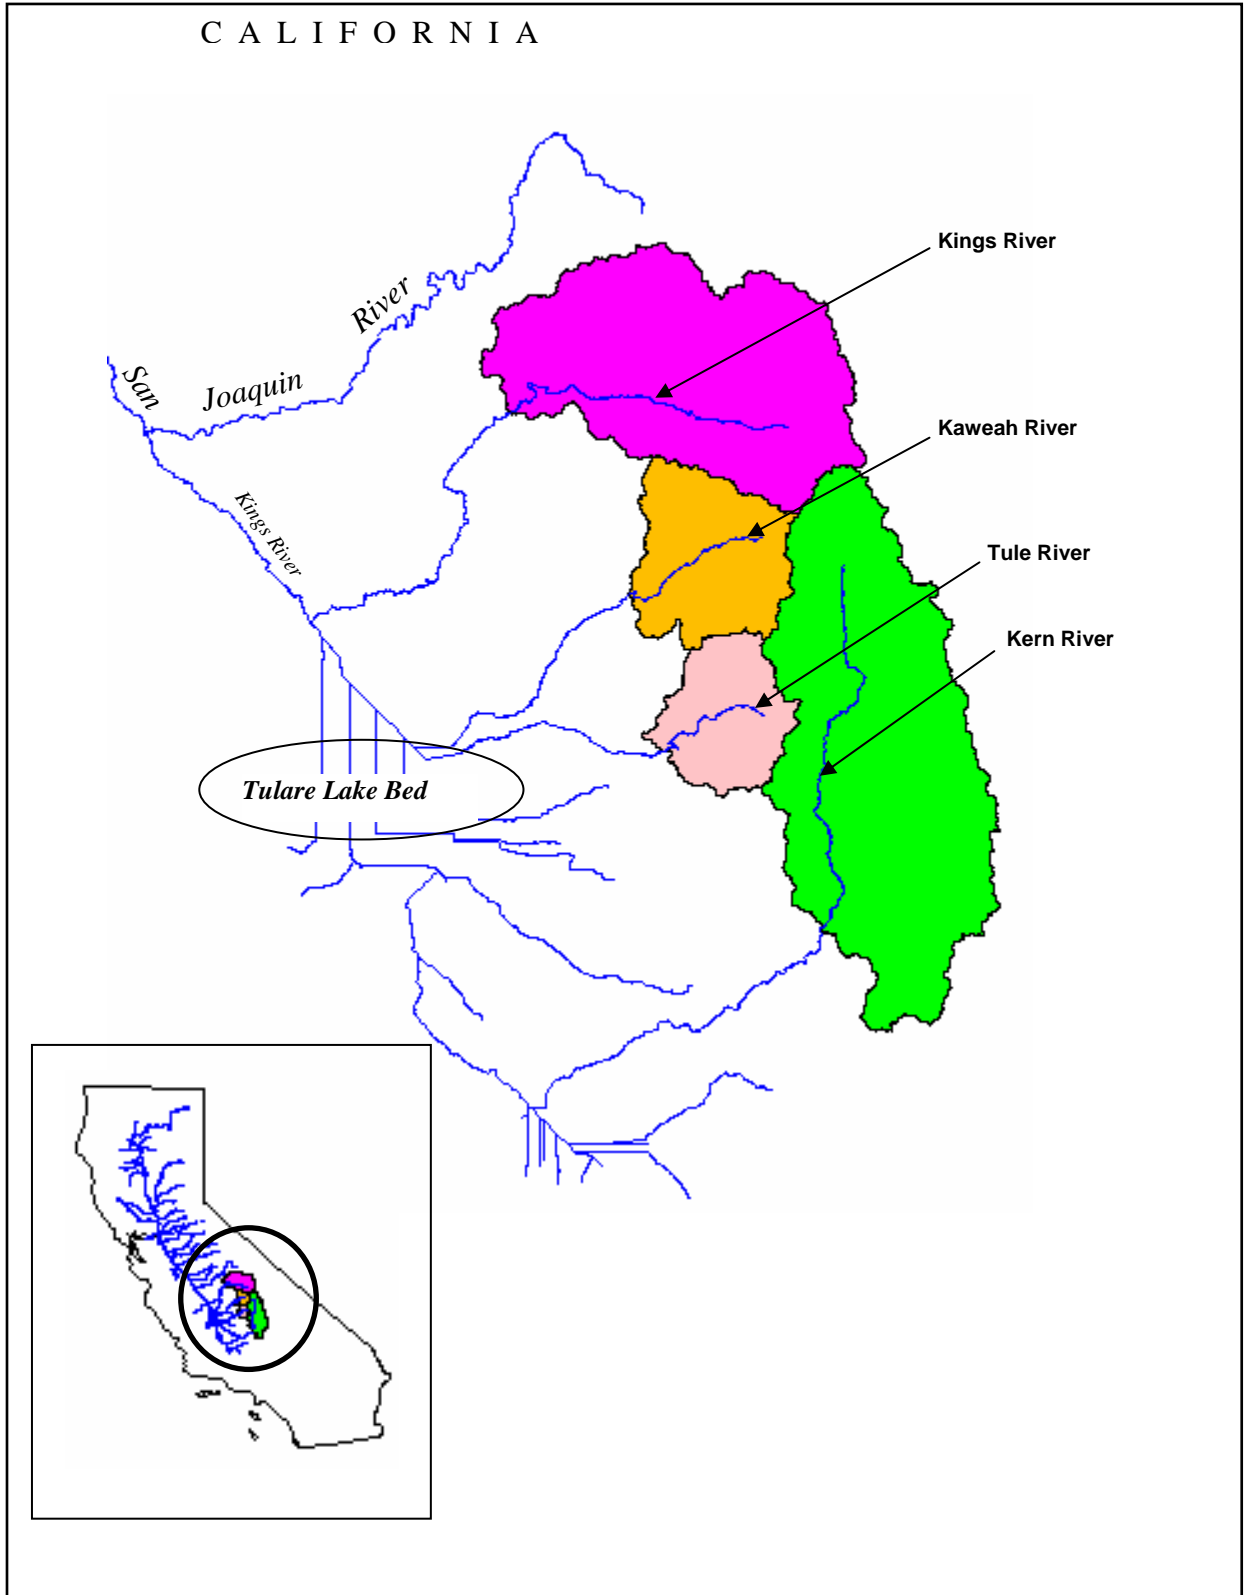 C A L I F O R N I A
Kings River
River
San
Joaquin
Kaweah River
Kings River
Tule River
Kern River
Tulare Lake Bed